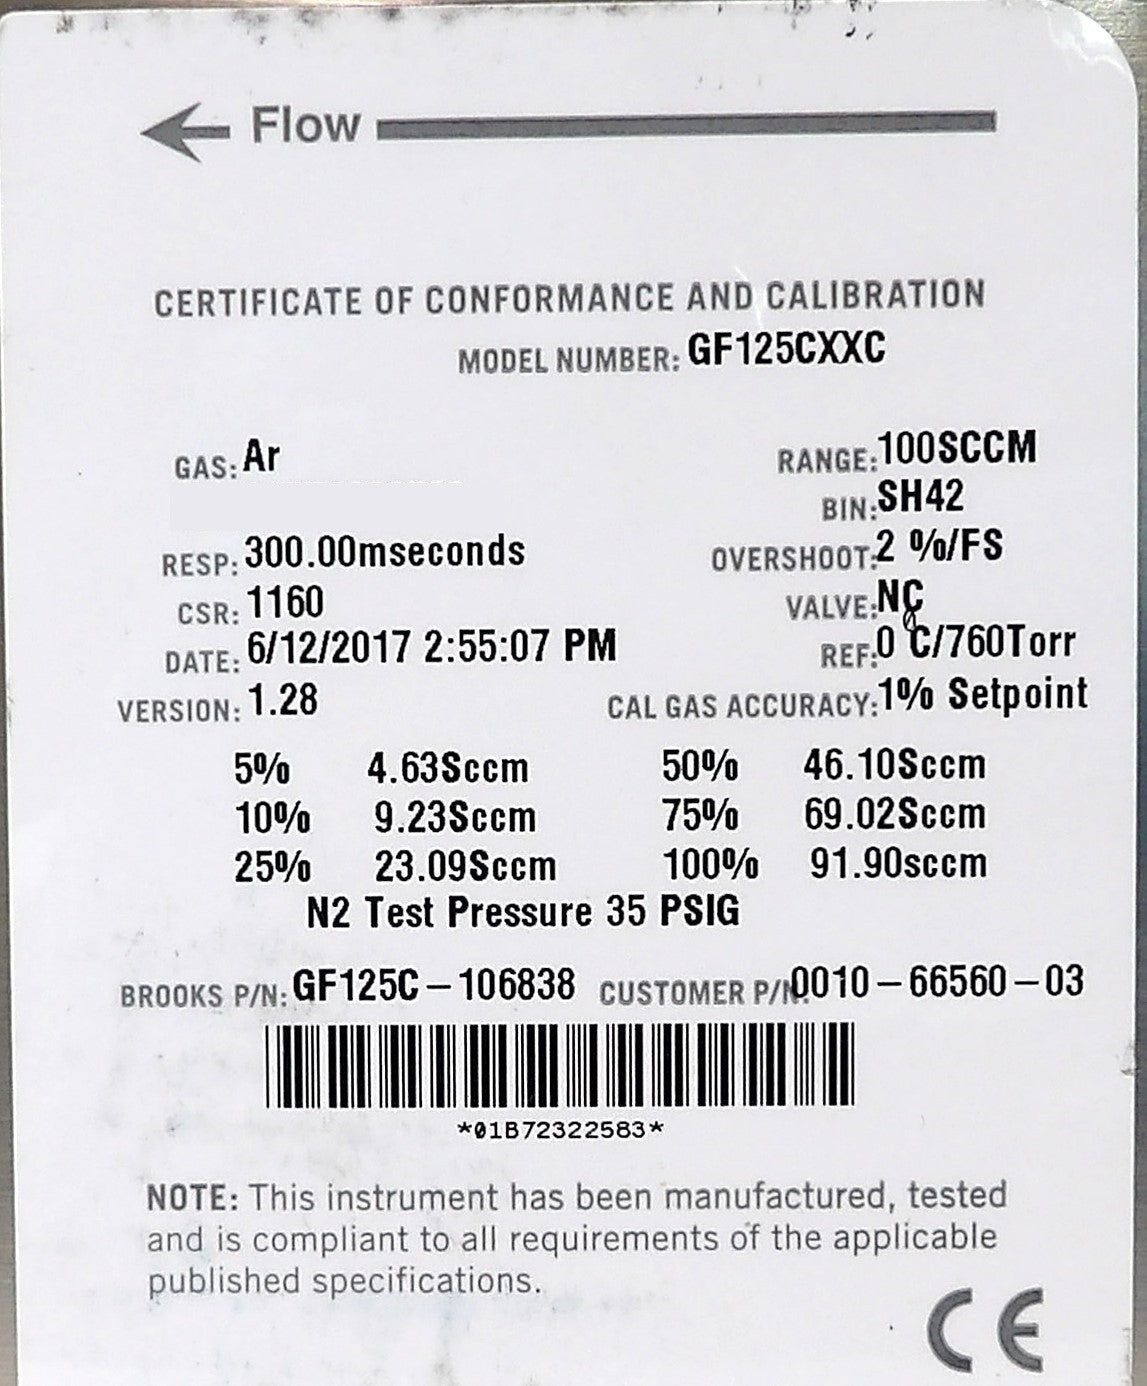 Flow
CERTIFICATE OF CONFORMANCE AND CALIBRATION
MODEL NUMBER: GF125CXXC
GAS: Ar
RANGE: 100SCCM
BIN: SH42
RESP: 300.00mseconds
OVERSHOOT: 2 %/FS
CSR: 1160
VALVE: NC
DATE: 6/12/2017 2:55:07 PM
REF: 0 C/760Torr
VERSION: 1.28
CAL GAS ACCURACY: 1% Setpoint
5% 4.63Sccm 50% 46.10Sccm
10% 9.23Sccm 75% 69.02Sccm
25% 23.09Sccm 100% 91.90sccm
N2 Test Pressure 35 PSIG
BROOKS P/N: GF125C-106838 CUSTOMER P/N: 0010-66560-03
*01B72322583*
NOTE: This instrument has been manufactured, tested
and is compliant to all requirements of the applicable
published specifications.
CE